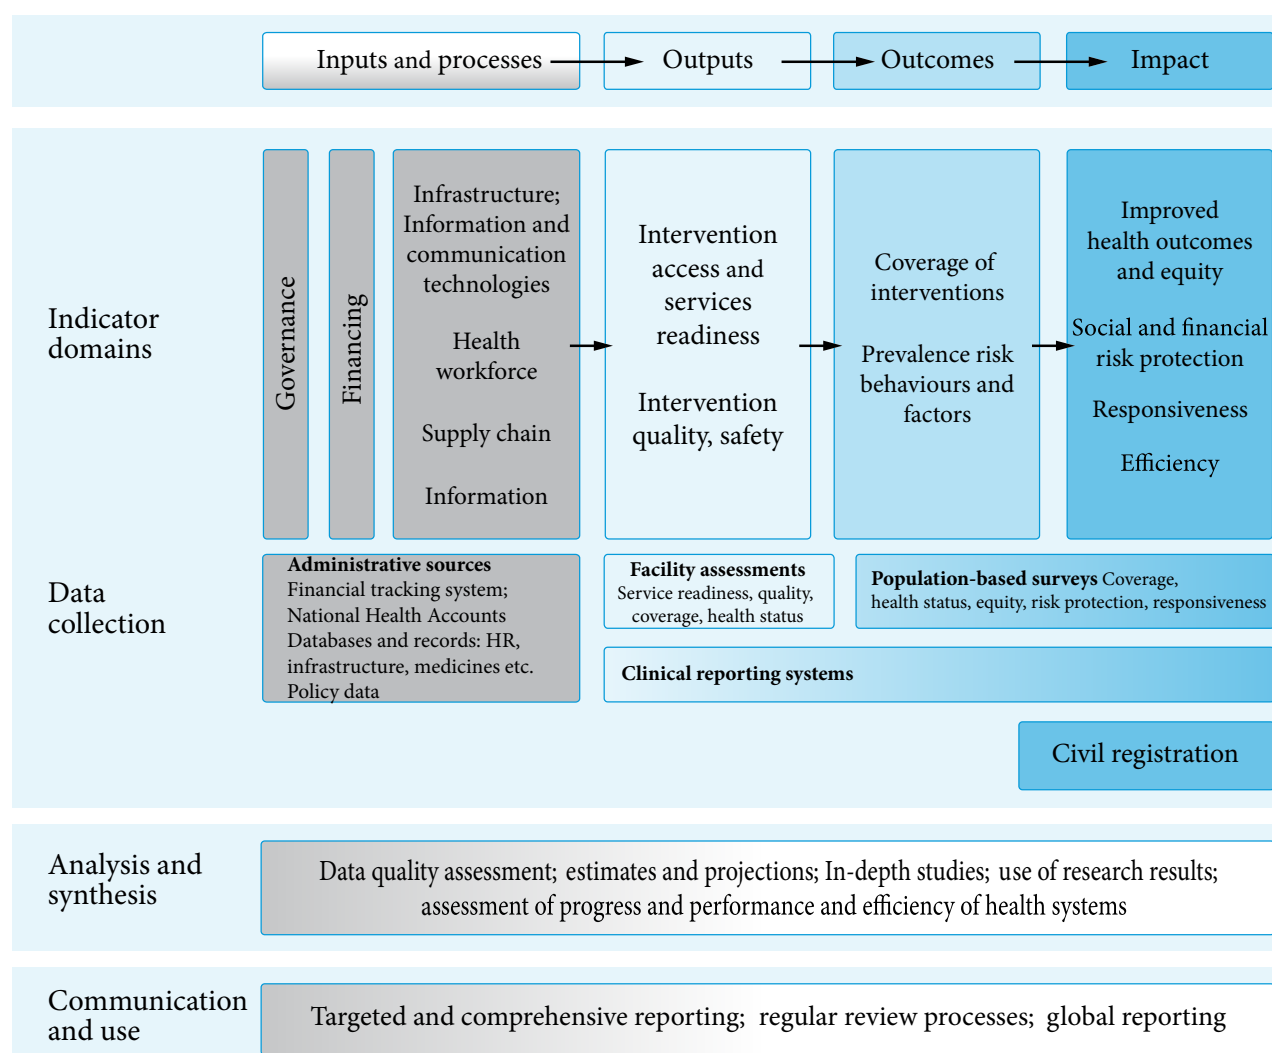 Inputs and processes
Outputs
Outcomes
Impact
Indicator
domains
Governance
Financing
Infrastructure;
Information and
communication
technologies
Health
workforce
Supply chain
Information
Intervention
access and
services
readiness
Intervention
quality, safety
Coverage of
interventions
Prevalence risk
behaviours and
factors
Improved
health outcomes
and equity
Social and financial
risk protection
Responsiveness
Efficiency
Data
collection
Administrative sources
Financial tracking system;
National Health Accounts
Databases and records: HR,
infrastructure, medicines etc.
Policy data
Facility assessments
Service readiness, quality,
coverage, health status
Population-based surveys Coverage,
health status, equity, risk protection, responsiveness
Clinical reporting systems
Civil registration
Analysis and
synthesis
Data quality assessment; estimates and projections; In-depth studies; use of research results;
assessment of progress and performance and efficiency of health systems
Communication
and use
Targeted and comprehensive reporting; regular review processes; global reporting